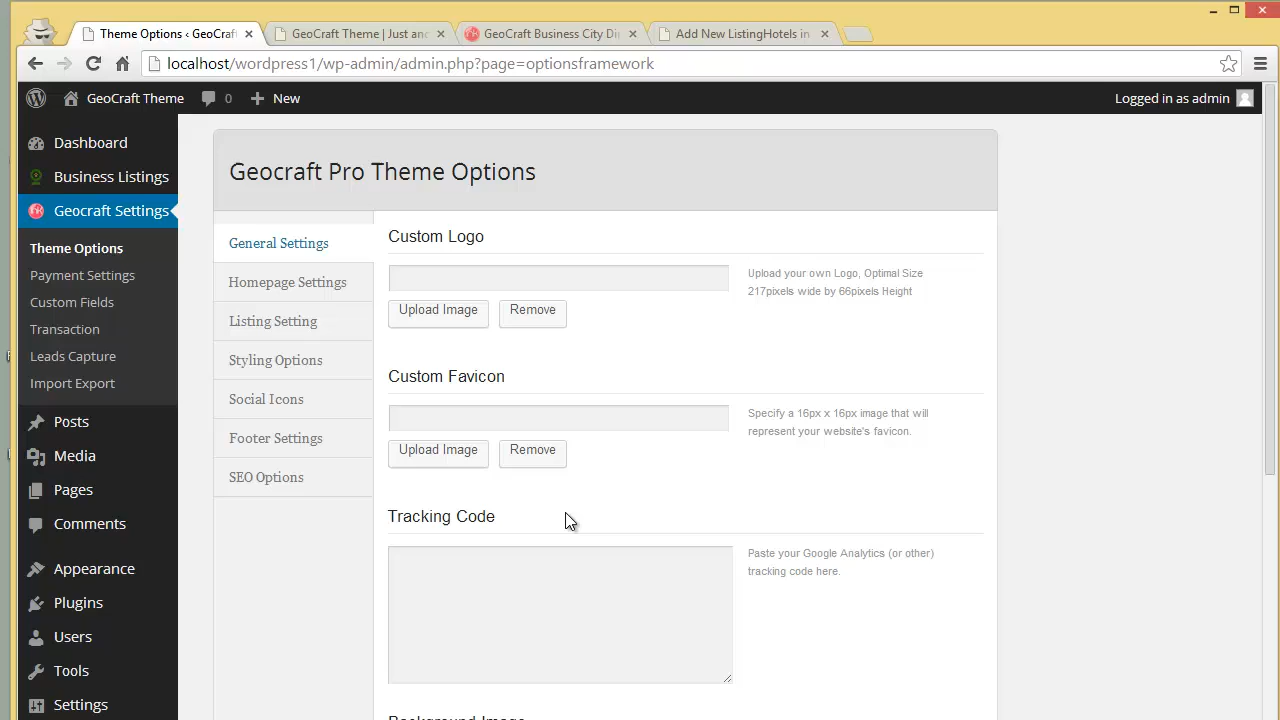 Theme Options ‹ GeoCraf
GeoCraft Theme | Just an
GeoCraft Business City Di
Add New ListingHotels in
localhost/wordpress1/wp-admin/admin.php?page=optionsframework
GeoCraft Theme
0
New
Logged in as admin
Dashboard
Business Listings
Geocraft Settings
Theme Options
Payment Settings
Custom Fields
Transaction
Leads Capture
Import Export
Posts
Media
Pages
Comments
Appearance
Plugins
Users
Tools
Settings
Geocraft Pro Theme Options
General Settings
Homepage Settings
Listing Setting
Styling Options
Social Icons
Footer Settings
SEO Options
Custom Logo
Upload Image
Remove
Upload your own Logo, Optimal Size
217pixels wide by 66pixels Height
Custom Favicon
Upload Image
Remove
Specify a 16px x 16px image that will
represent your website's favicon.
Tracking Code
Paste your Google Analytics (or other)
tracking code here.
Background Image